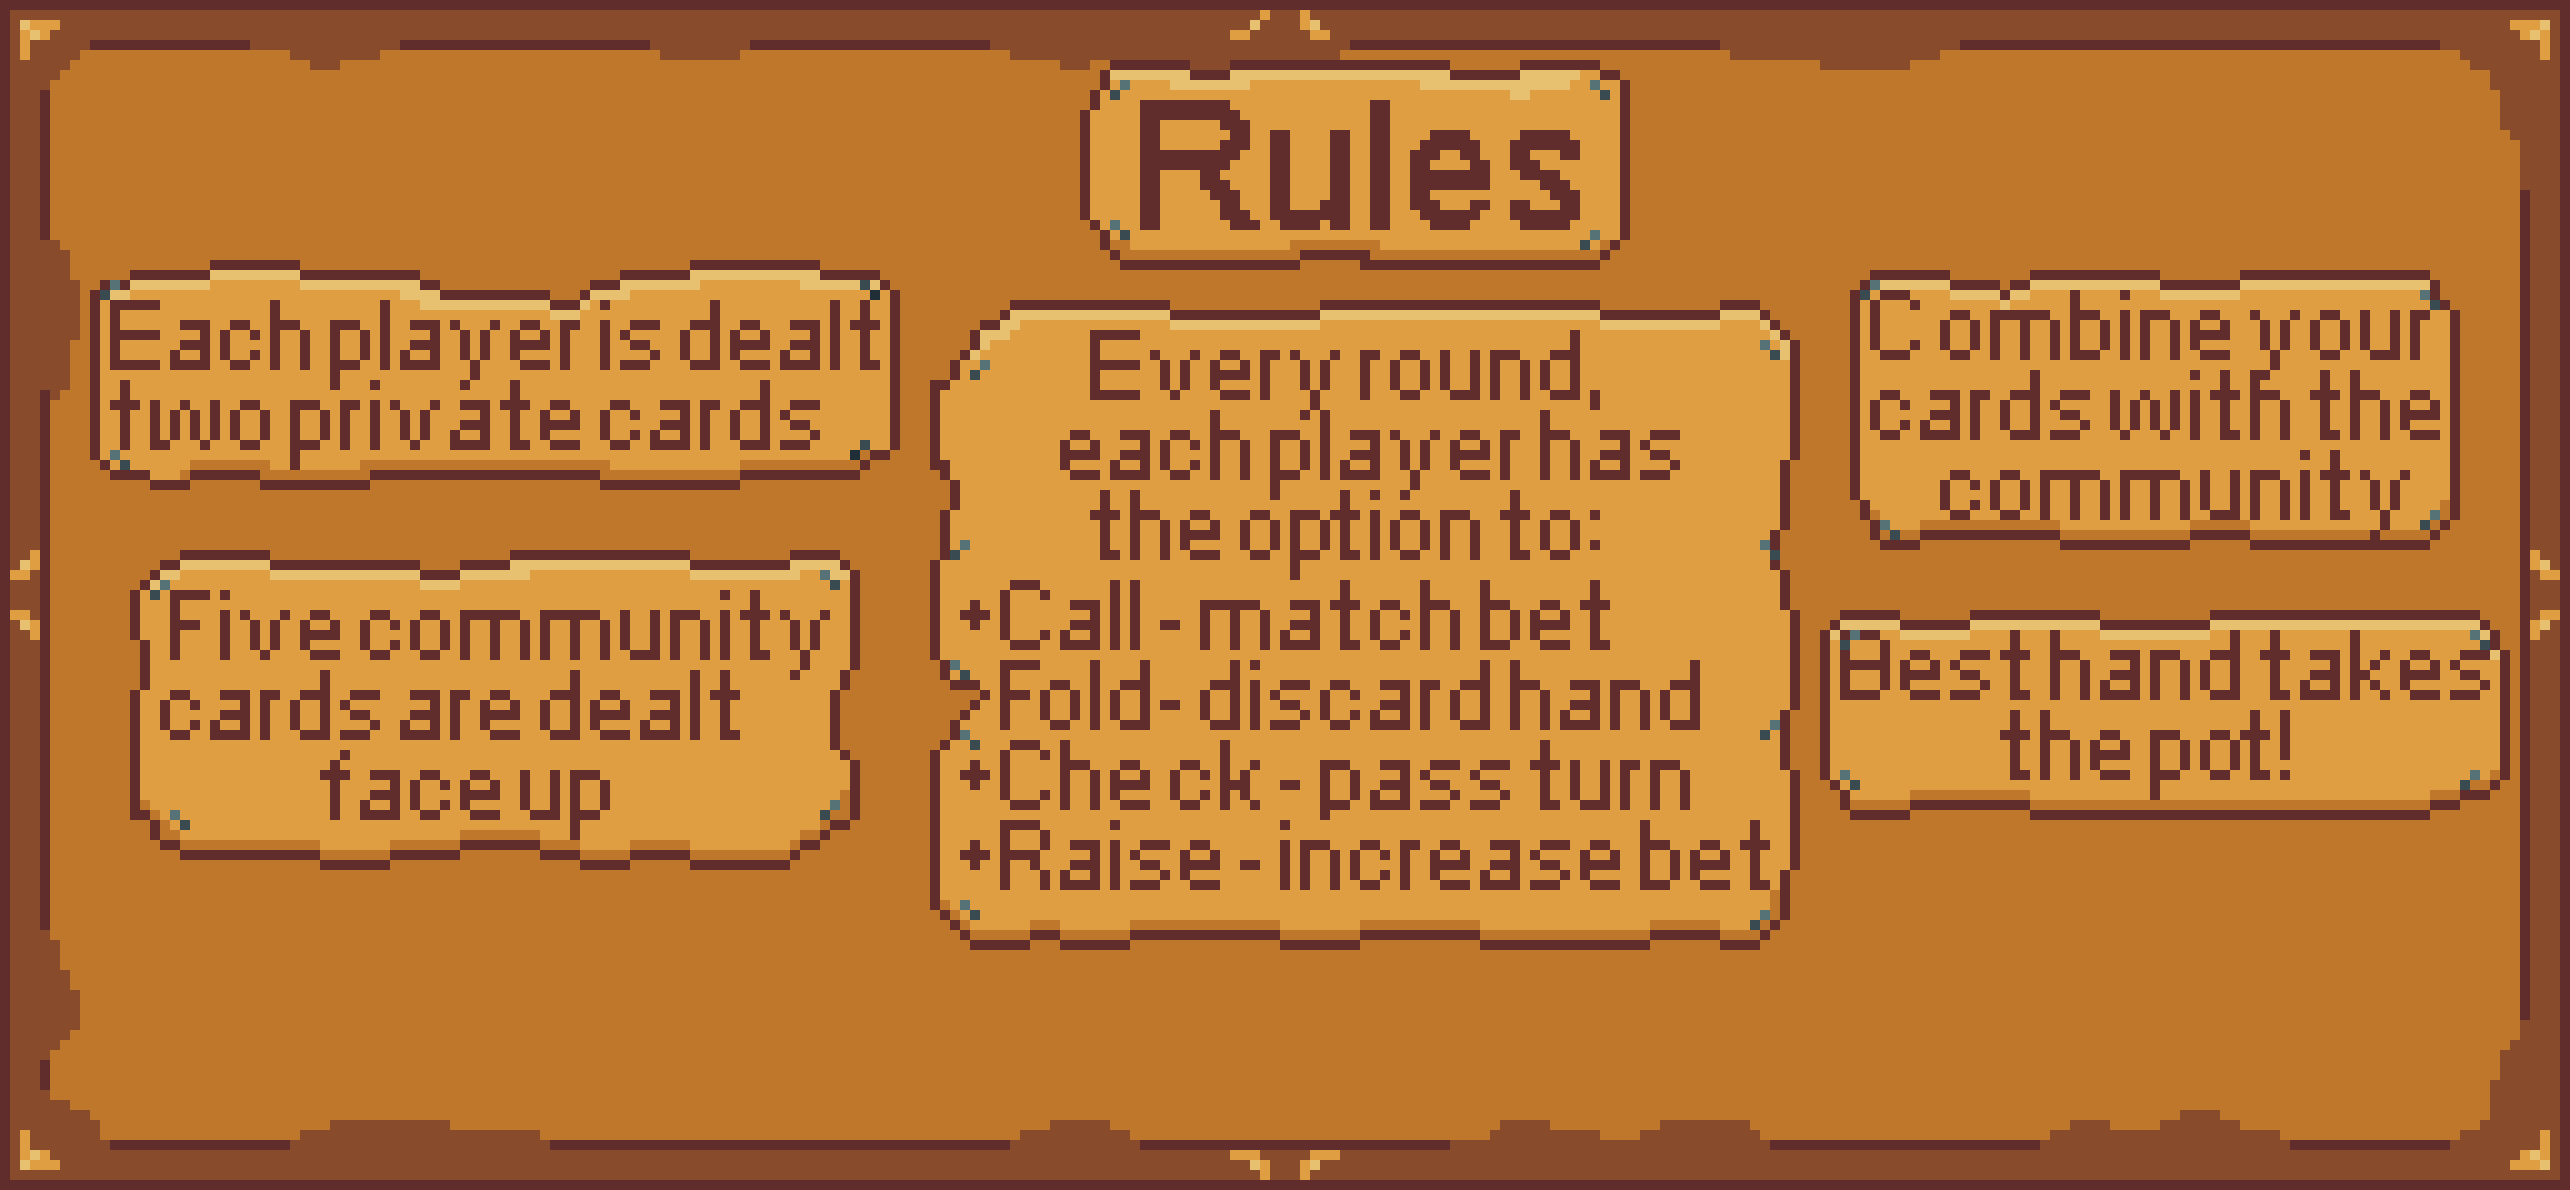 Rules
Each player is dealt
two private cards
Five community
cards are dealt
face up
Every round,
each player has
the option to:
+Call - match bet
+Fold - discard hand
+Check - pass turn
+Raise - increase bet
Combine your
cards with the
community
Best hand takes
the pot!